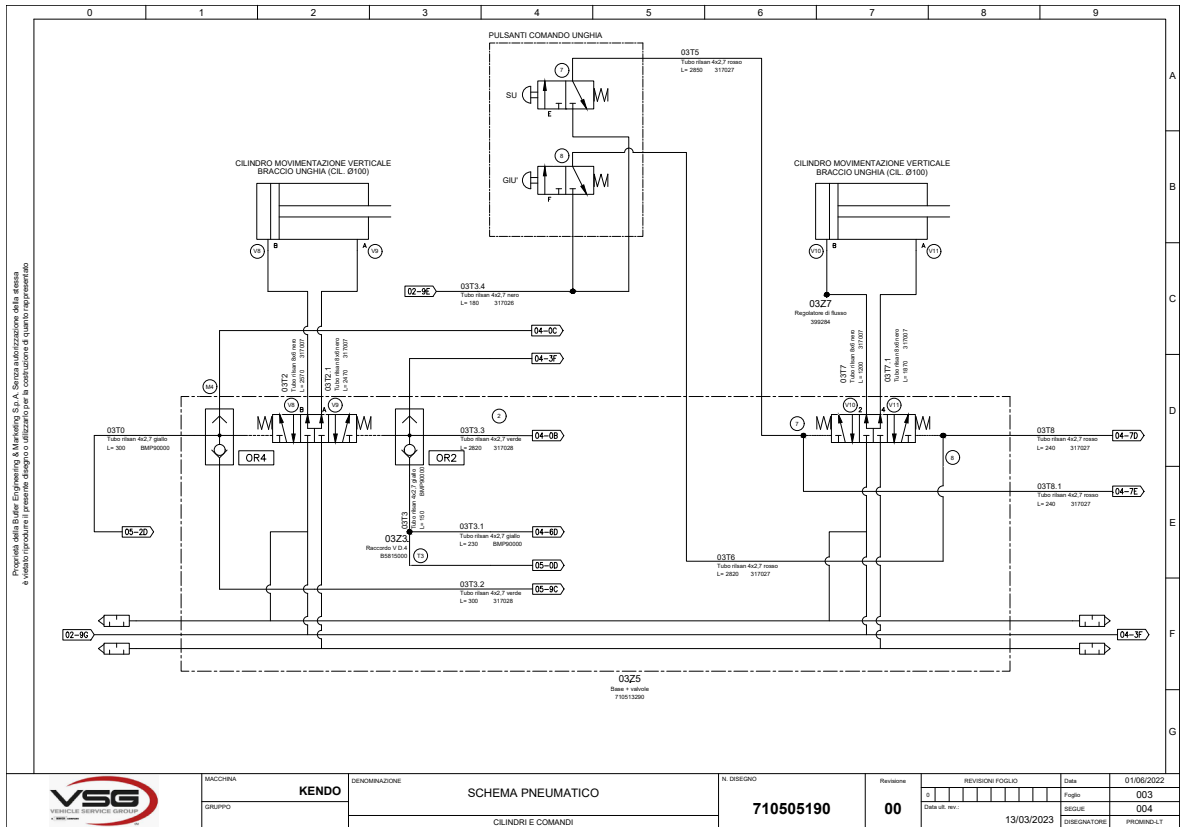 0 1 2 3 4 5 6 7 8 9
A
B
C
D
E
F
G
Proprietà della Butler Engineering & Marketing S.p.A. Senza autorizzazione della stessa
è vietato riprodurre il presente disegno o utilizzarlo per la costruzione di quanto rappresentato
PULSANTI COMANDO UNGHIA
7
SU
E
8
GIU'
F
03T5
Tubo rilsan 4x2,7 rosso
L= 2850 317027
CILINDRO MOVIMENTAZIONE VERTICALE
BRACCIO UNGHIA (CIL. Ø100)
V8 B A V9
CILINDRO MOVIMENTAZIONE VERTICALE
BRACCIO UNGHIA (CIL. Ø100)
V10 B A V11
02-9E
03T3.4
Tubo rilsan 4x2,7 nero
L= 180 317026
03Z7
Regolatore di flusso
399284
04-0C
04-3F
03T2
Tubo rilsan 8x6 nero
L= 2570 317007
03T2.1
Tubo rilsan 8x6 nero
L= 2470 317007
03T7
Tubo rilsan 8x6 nero
L= 1200 317007
03T7.1
Tubo rilsan 8x6 nero
L= 1870 317007
M4
V8 B A V9
2
V10 2 4 V11
7
8
03T0
Tubo rilsan 4x2,7 giallo
L= 300 BMP90000
OR4
OR2
03T3.3
Tubo rilsan 4x2,7 verde
L= 2820 317028
04-0B
03T8
Tubo rilsan 4x2,7 rosso
L= 240 317027
04-7D
03T8.1
Tubo rilsan 4x2,7 rosso
L= 240 317027
04-7E
05-2D
03T3
Tubo rilsan 4x2,7 giallo
L= 150 BMP90000
03Z3
Raccordo V D.4
B5815000
T3
03T3.1
Tubo rilsan 4x2,7 giallo
L= 230 BMP90000
04-6D
05-0D
03T3.2
Tubo rilsan 4x2,7 verde
L= 300 317028
05-9C
03T6
Tubo rilsan 4x2,7 rosso
L= 2820 317027
02-9G
04-3F
03Z5
Base + valvole
710513290
VSG
VEHICLE SERVICE GROUP
MACCHINA
KENDO
GRUPPO
DENOMINAZIONE
SCHEMA PNEUMATICO
CILINDRI E COMANDI
N. DISEGNO
710505190
Revisione
00
REVISIONI FOGLIO
0
Data ult. rev.:
13/03/2023
Data 01/06/2022
Foglio 003
SEGUE 004
DISEGNATORE PROMIND-LT